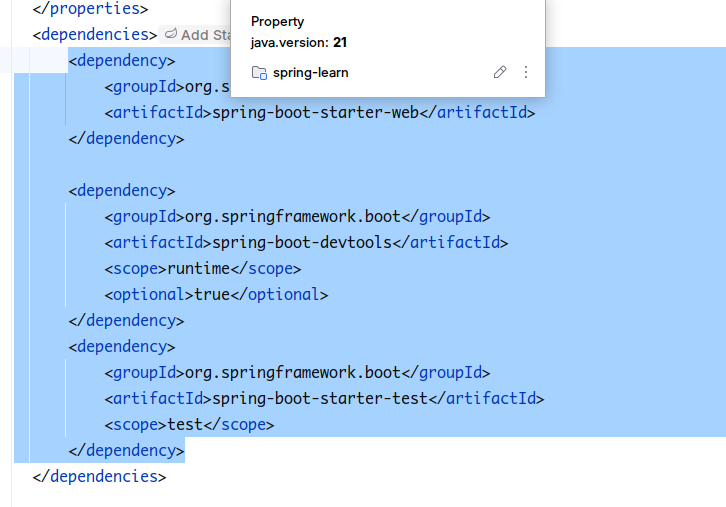 </properties>
<dependencies> Add Sta
Property
java.version: 21
spring-learn
<dependency>
<groupId>org.s
<artifactId>spring-boot-starter-web</artifactId>
</dependency>
<dependency>
<groupId>org.springframework.boot</groupId>
<artifactId>spring-boot-devtools</artifactId>
<scope>runtime</scope>
<optional>true</optional>
</dependency>
<dependency>
<groupId>org.springframework.boot</groupId>
<artifactId>spring-boot-starter-test</artifactId>
<scope>test</scope>
</dependency>
</dependencies>